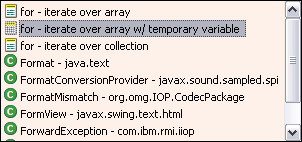 for - iterate over array
for - iterate over array w/ temporary variable
for - iterate over collection
Format - java.text
FormatConversionProvider - javax.sound.sampled.spi
FormatMismatch - org.omg.IOP.CodecPackage
FormView - javax.swing.text.html
ForwardException - com.ibm.rmi.iiop